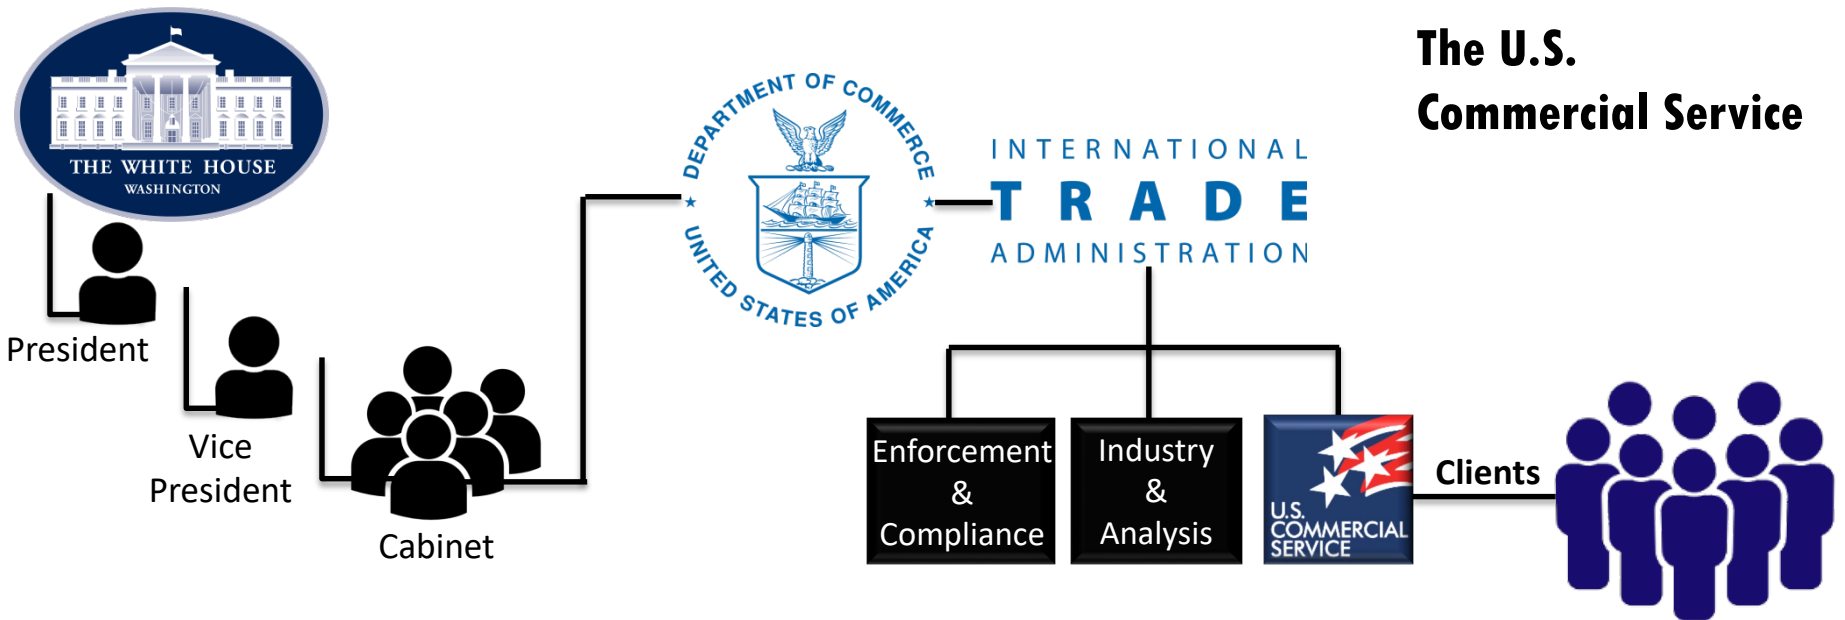 The U.S.
Commercial Service
THE WHITE HOUSE
WASHINGTON
President
Vice
President
Cabinet
DEPARTMENT OF COMMERCE
UNITED STATES OF AMERICA
INTERNATIONAL
TRADE
ADMINISTRATION
Enforcement
&
Compliance
Industry
&
Analysis
U.S.
COMMERCIAL
SERVICE
Clients